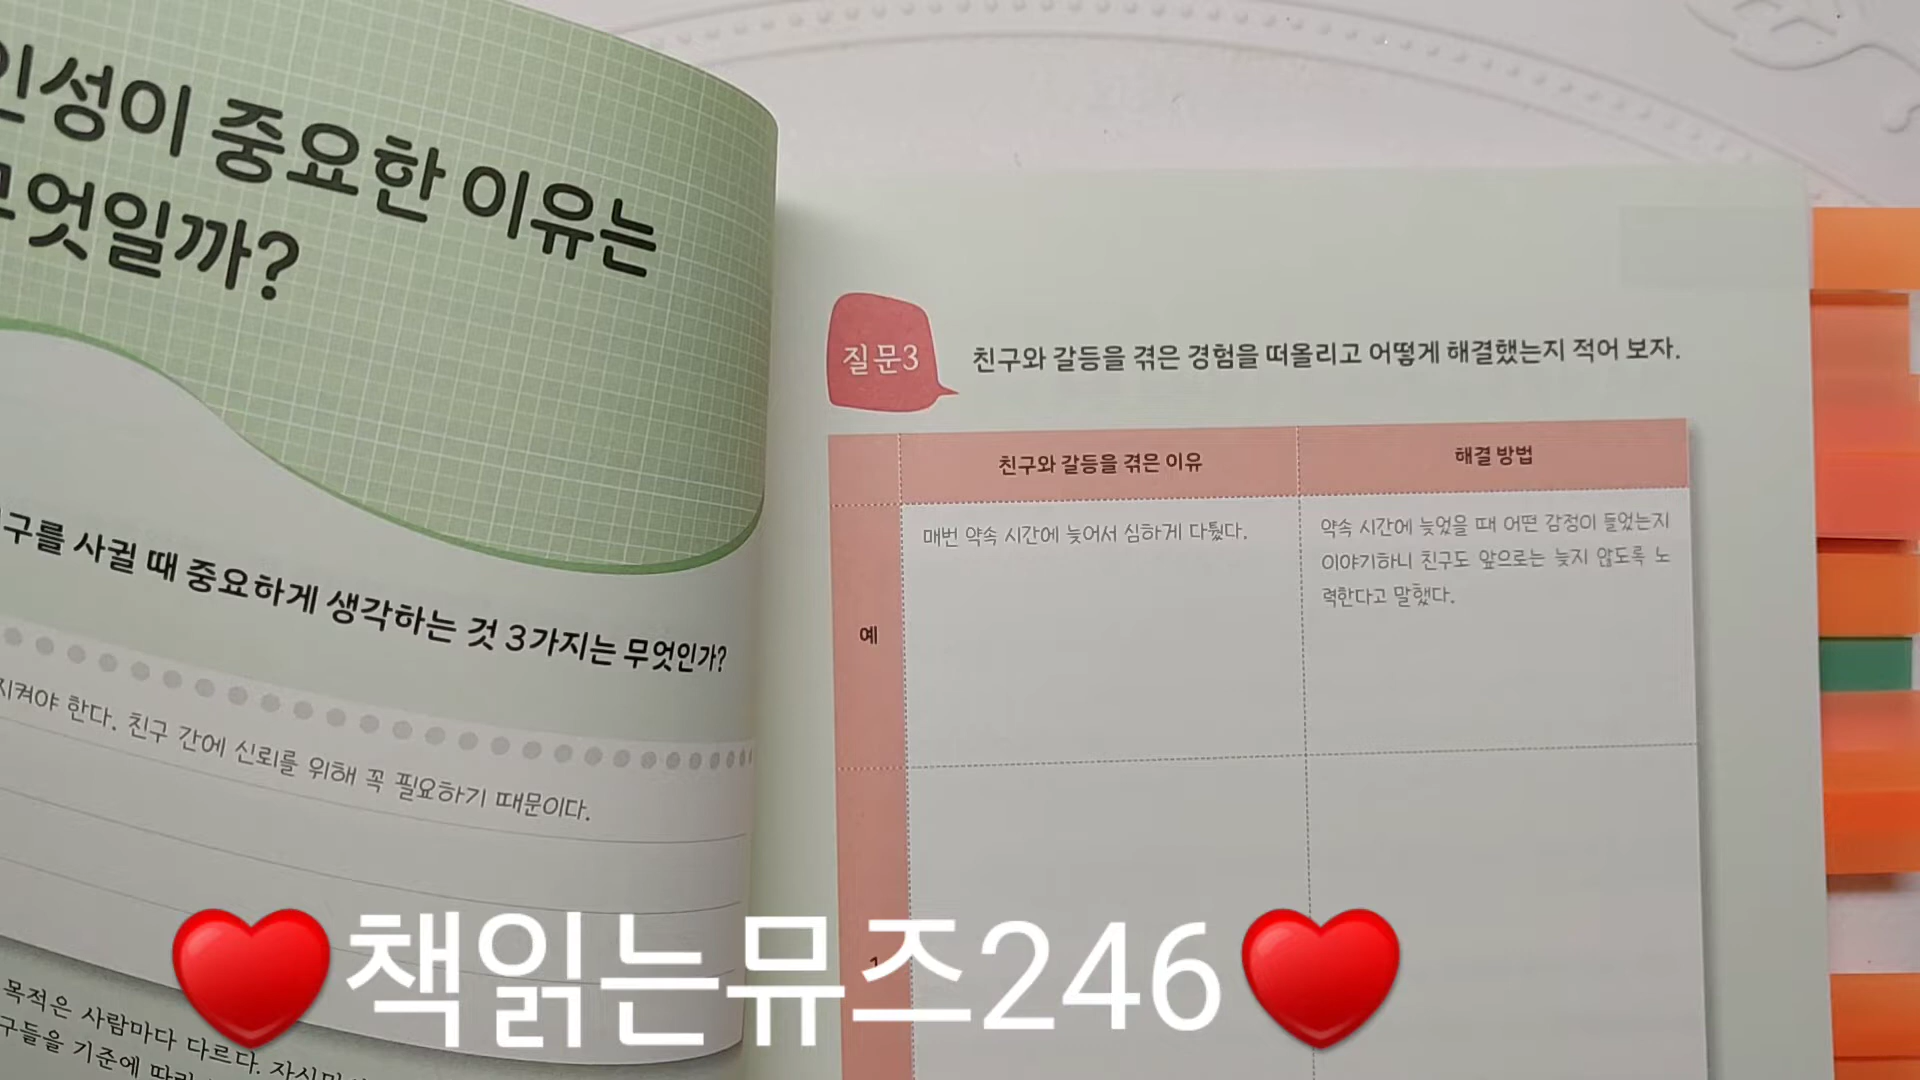 인성이 중요한 이유는
무엇일까?
구를 사귈 때 중요하게 생각하는 것 3가지는 무엇인가?
지켜야 한다. 친구 간에 신뢰를 위해 꼭 필요하기 때문이다.
목적은 사람마다 다르다.
구들을 기준에
질문3
친구와 갈등을 겪은 경험을 떠올리고 어떻게 해결했는지 적어 보자.
친구와 갈등을 겪은 이유
해결 방법
예
매번 약속 시간에 늦어서 심하게 다퉜다.
약속 시간에 늦었을 때 어떤 감정이 들었는지
이야기하니 친구도 앞으로는 늦지 않도록 노
력한다고 말했다.
1
❤️책읽는뮤즈246❤️